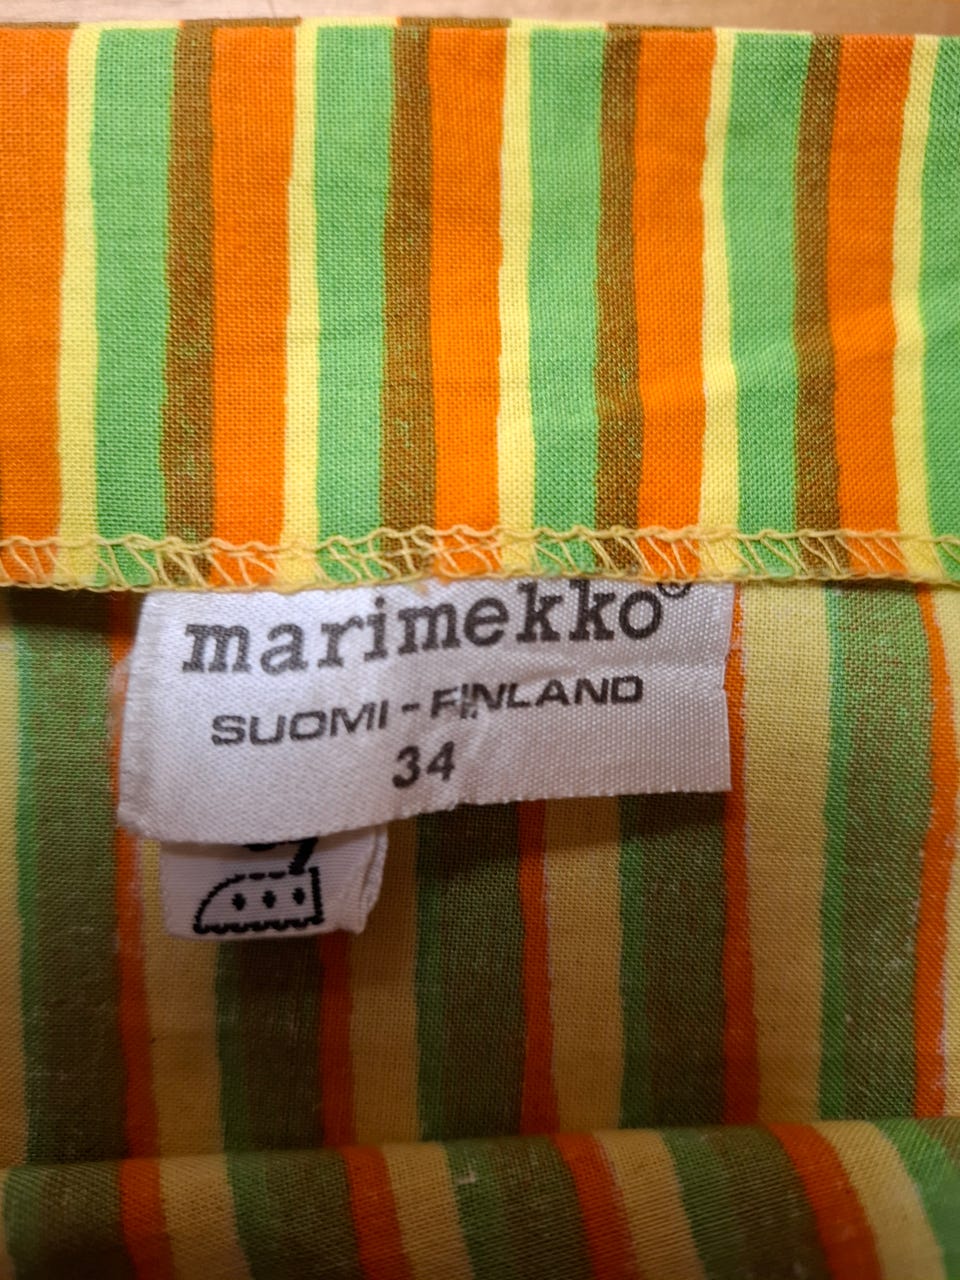 marimekko®
SUOMI - FINLAND
34